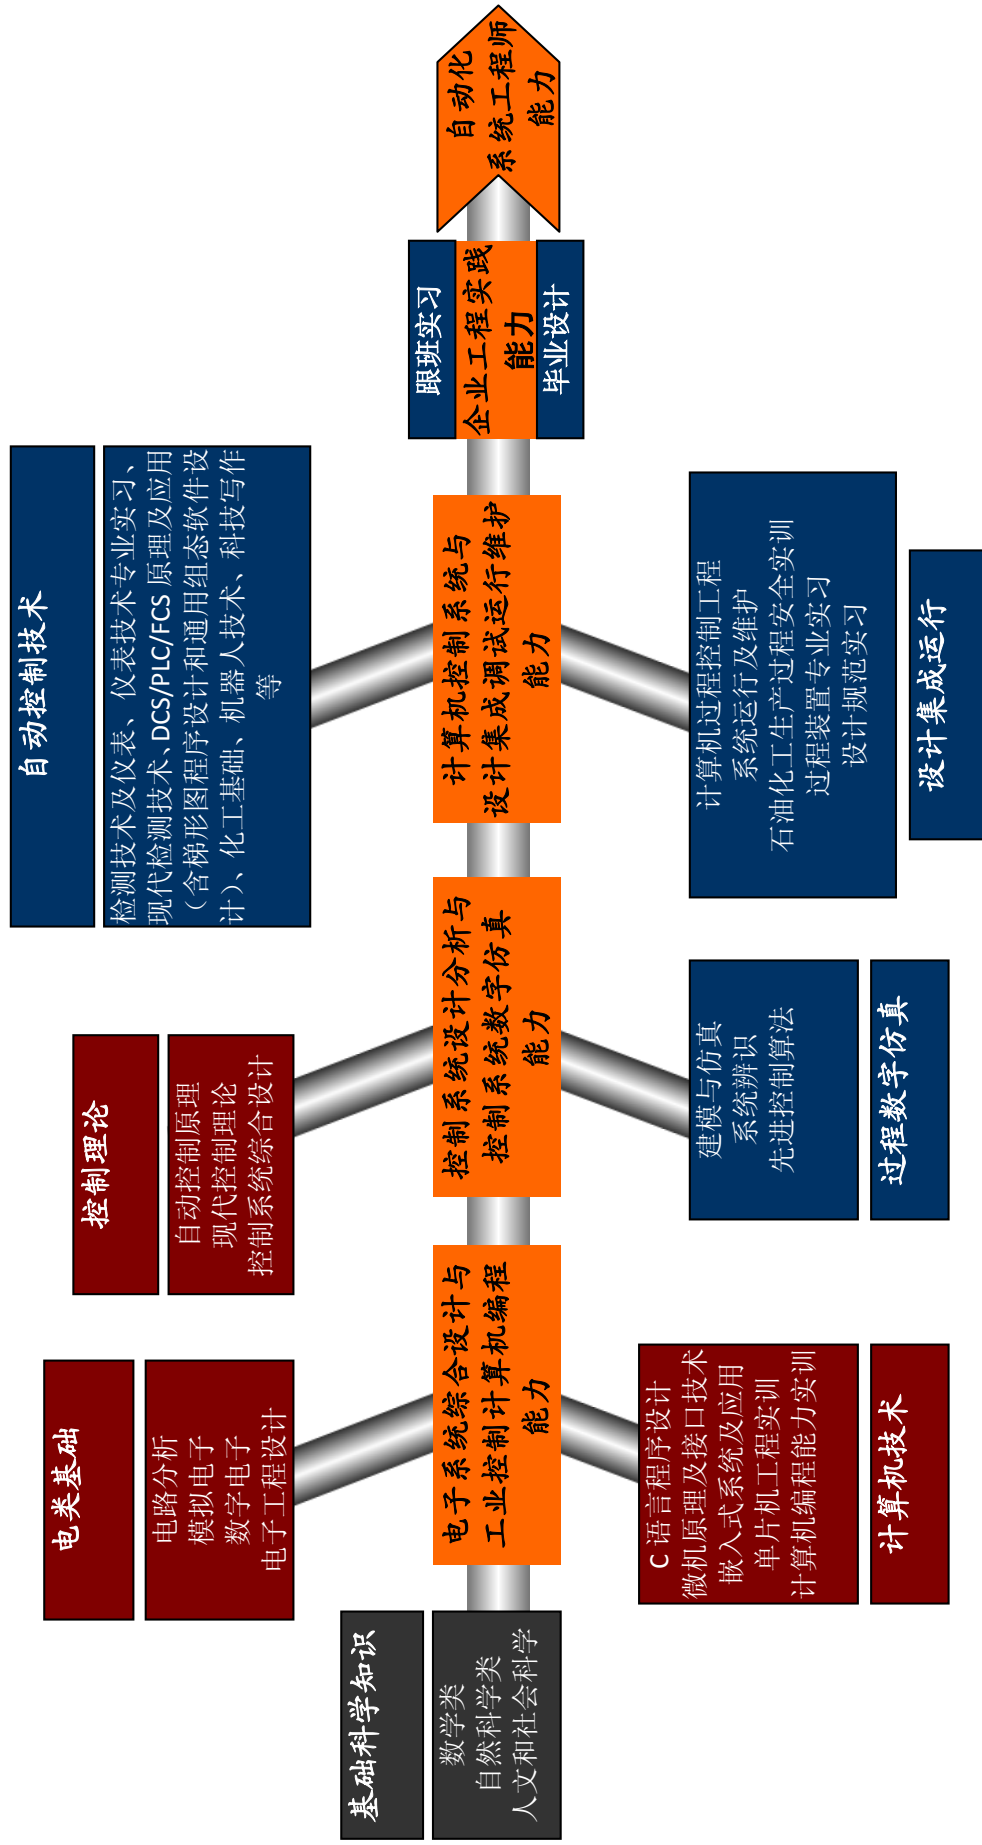 自动控制技术
检测技术及仪表、仪表技术专业实习、
现代检测技术、DCS/PLC/FCS 原理及应用
（含梯形图程序设计和通用组态软件设
计）、化工基础、机器人技术、科技写作
等
控制理论
自动控制原理
现代控制理论
控制系统综合设计
电类基础
电路分析
模拟电子
数字电子
电子工程设计
基础科学知识
数学类
自然科学类
人文和社会科学
电子系统综合设计与
工业控制计算机编程
能力
控制系统设计分析与
控制系统数字仿真
能力
计算机控制系统与
设计集成调试运行维护
能力
跟班实习
企业工程实践
能力
毕业设计
自动化
系统工程师
能力
C 语言程序设计
微机原理及接口技术
嵌入式系统及应用
单片机工程实训
计算机编程能力实训
计算机技术
建模与仿真
系统辨识
先进控制算法
过程数字仿真
计算机过程控制工程
系统运行及维护
石油化工生产过程安全实训
过程装置专业实习
设计规范实习
设计集成运行